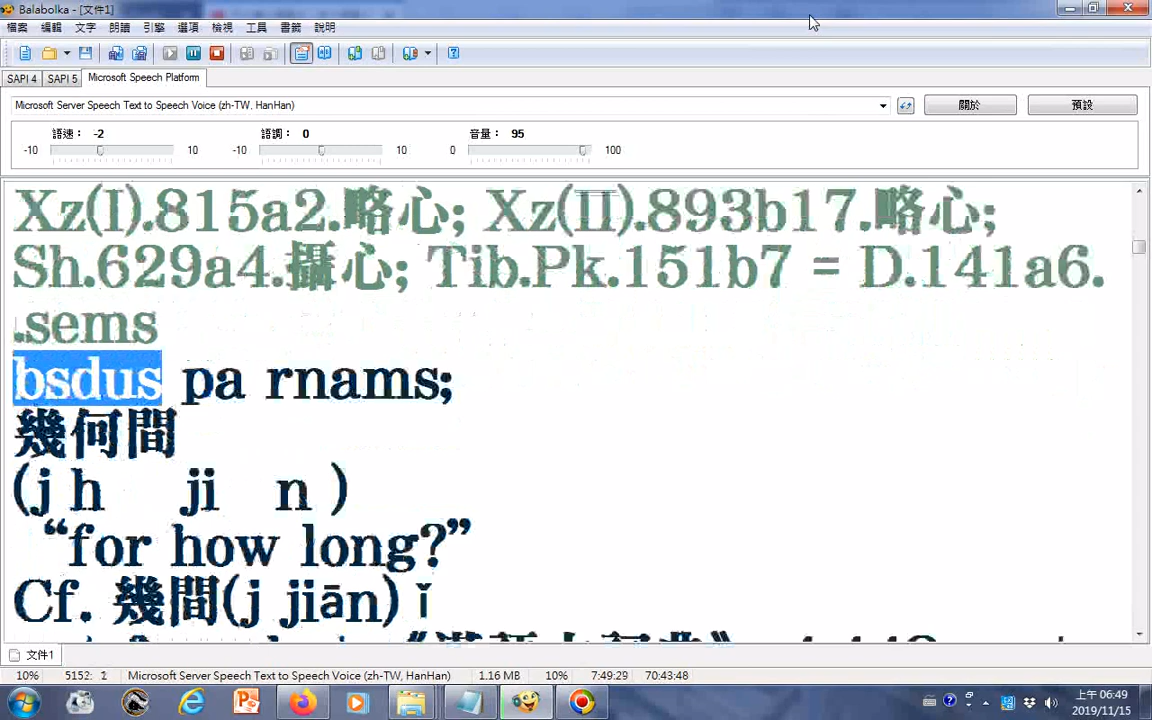 Balabolka - [文件1]
檔案 編輯 文字 朗讀 引擎 選項 檢視 工具 書籤 說明
SAPI 4 SAPI 5 Microsoft Speech Platform
Microsoft Server Speech Text to Speech Voice (zh-TW, HanHan) 關於 預設
語速： -2 語調： 0 音量： 95
-10 10 -10 10 0 100
Xz(I).815a2.略心; Xz(II).893b17.略心;
Sh.629a4.攝心; Tib.Pk.151b7 = D.141a6.
.sems
bsdus pa rnams;
幾何間
(j h ji n )
“for how long?”
Cf. 幾間(j jiān) ǐ
文件1
10% 5152: 1 Microsoft Server Speech Text to Speech Voice (zh-TW, HanHan) 1.16 MB 10% 7:49:29 70:43:48
上午 06:49
2019/11/15